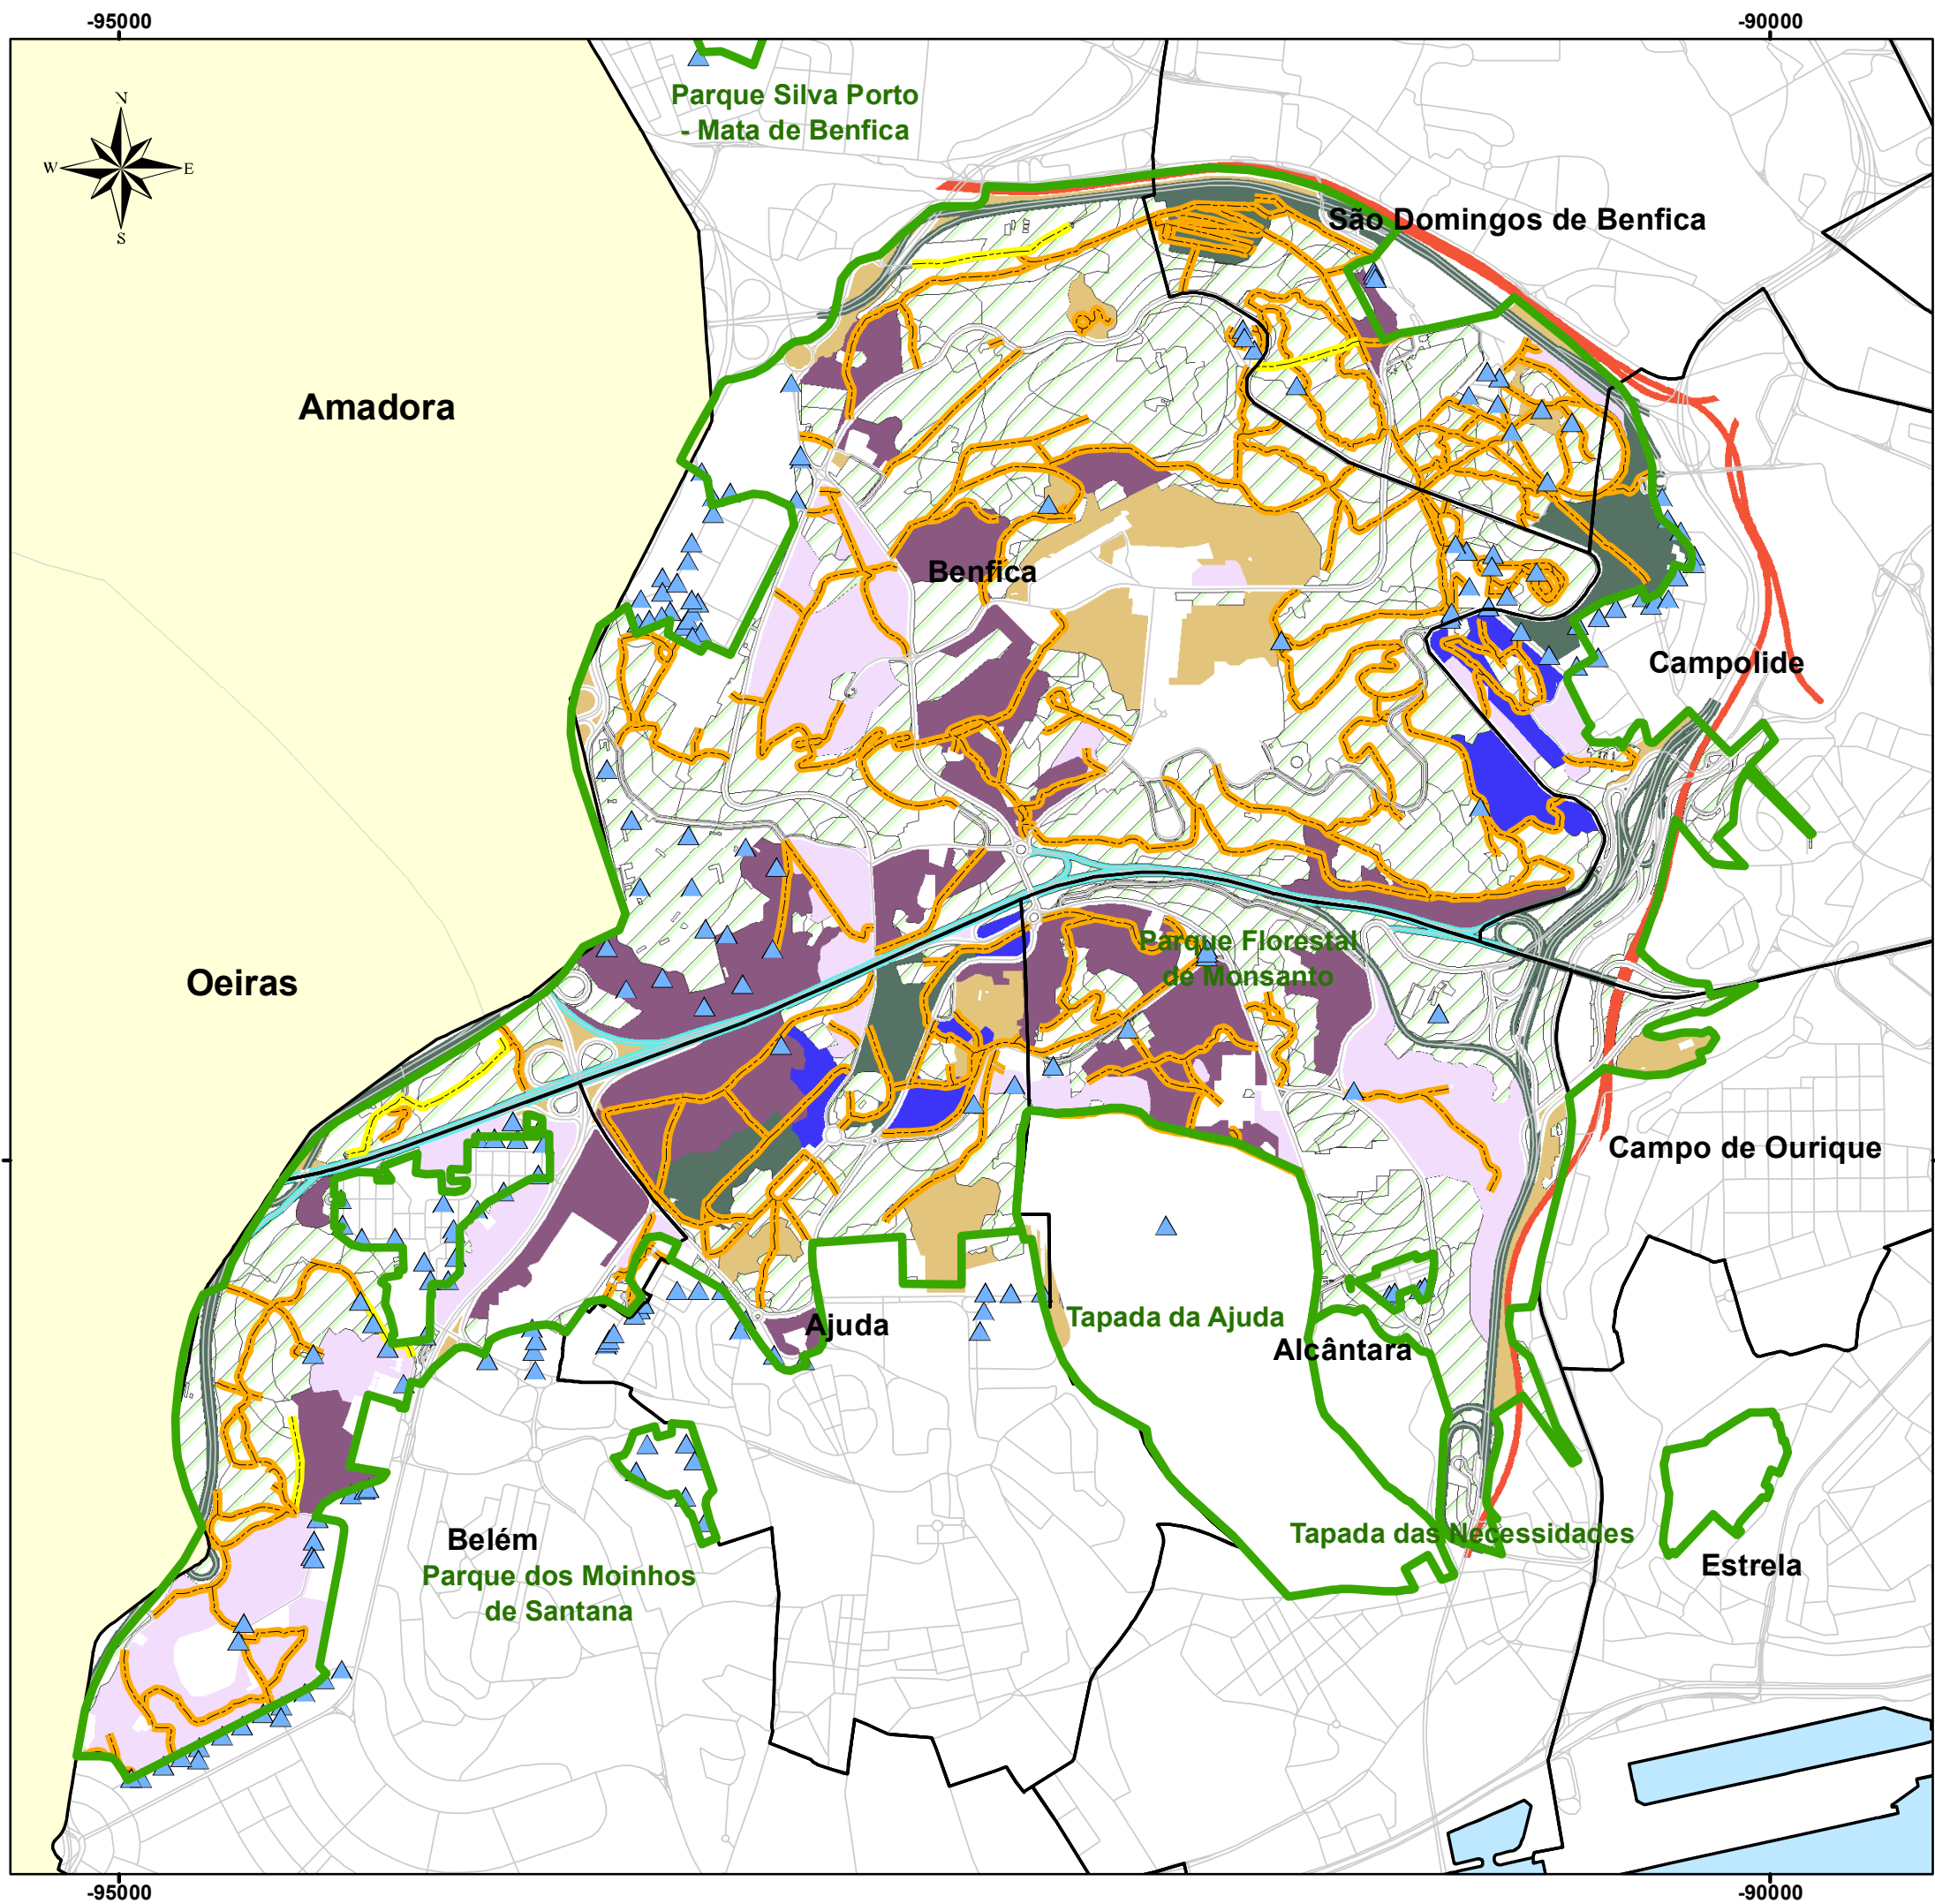 -95000
-90000
N
W
E
S
Parque Silva Porto
- Mata de Benfica
São Domingos de Benfica
Amadora
Benfica
Campolide
Parque Florestal
de Monsanto
Oeiras
Campo de Ourique
Tapada da Ajuda
Ajuda
Alcântara
Tapada das Necessidades
Belém
Estrela
Parque dos Moinhos
de Santana
-95000
-90000